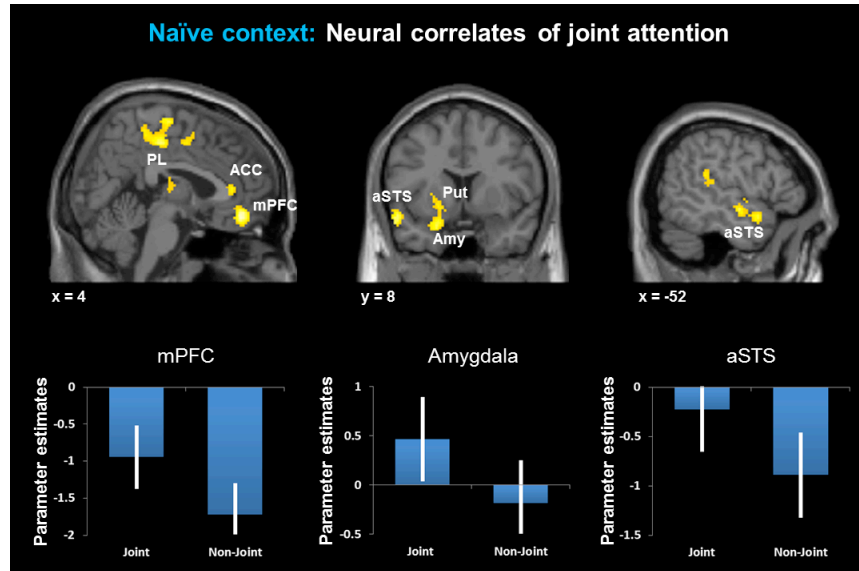 Naïve context: Neural correlates of joint attention
PL
ACC
mPFC
x = 4
aSTS
Put
Amy
y = 8
aSTS
x = -52
mPFC
Parameter estimates
0
-0.5
-1
-1.5
-2
Joint
Non-Joint
Amygdala
Parameter estimates
1
0.5
0
-0.5
Joint
Non-Joint
aSTS
Parameter estimates
0
-0.5
-1
-1.5
Joint
Non-Joint